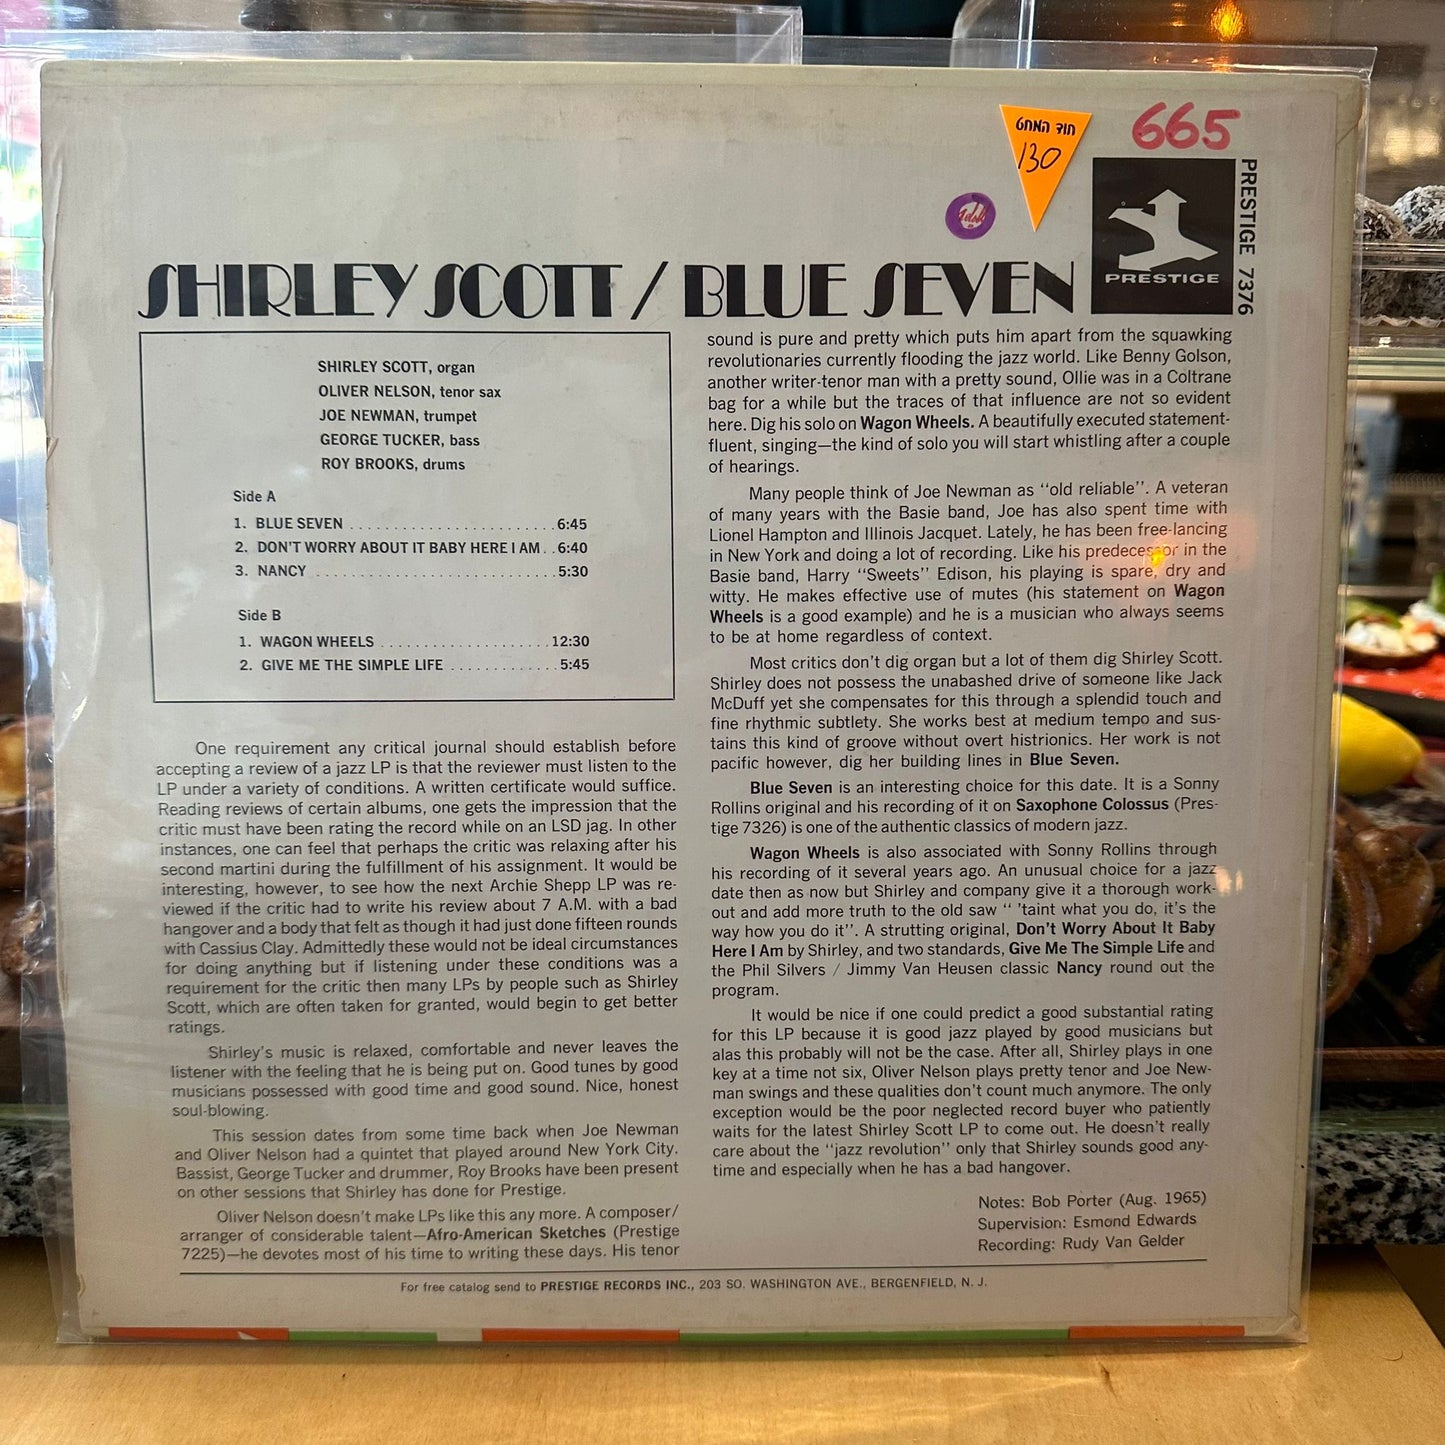 חוד המחט
130
665
PRESTIGE
PRESTIGE 7376
SHIRLEY SCOTT / BLUE SEVEN
SHIRLEY SCOTT, organ
OLIVER NELSON, tenor sax
JOE NEWMAN, trumpet
GEORGE TUCKER, bass
ROY BROOKS, drums
Side A
1. BLUE SEVEN . . . . . . . . . . . . . . . . . . . . . . . . 6:45
2. DON'T WORRY ABOUT IT BABY HERE I AM . . 6:40
3. NANCY . . . . . . . . . . . . . . . . . . . . . . . . . . . . 5:30
Side B
1. WAGON WHEELS . . . . . . . . . . . . . . . . . . . . 12:30
2. GIVE ME THE SIMPLE LIFE . . . . . . . . . . . . . 5:45
One requirement any critical journal should establish before
accepting a review of a jazz LP is that the reviewer must listen to the
LP under a variety of conditions. A written certificate would suffice.
Reading reviews of certain albums, one gets the impression that the
critic must have been rating the record while on an LSD jag. In other
instances, one can feel that perhaps the critic was relaxing after his
second martini during the fulfillment of his assignment. It would be
interesting, however, to see how the next Archie Shepp LP was re-
viewed if the critic had to write his review about 7 A.M. with a bad
hangover and a body that felt as though it had just done fifteen rounds
with Cassius Clay. Admittedly these would not be ideal circumstances
for doing anything but if listening under these conditions was a
requirement for the critic then many LPs by people such as Shirley
Scott, which are often taken for granted, would begin to get better
ratings.
Shirley's music is relaxed, comfortable and never leaves the
listener with the feeling that he is being put on. Good tunes by good
musicians possessed with good time and good sound. Nice, honest
soul-blowing.
This session dates from some time back when Joe Newman
and Oliver Nelson had a quintet that played around New York City.
Bassist, George Tucker and drummer, Roy Brooks have been present
on other sessions that Shirley has done for Prestige.
Oliver Nelson doesn't make LPs like this any more. A composer/
arranger of considerable talent—Afro-American Sketches (Prestige
7225)—he devotes most of his time to writing these days. His tenor
sound is pure and pretty which puts him apart from the squawking
revolutionaries currently flooding the jazz world. Like Benny Golson,
another writer-tenor man with a pretty sound, Ollie was in a Coltrane
bag for a while but the traces of that influence are not so evident
here. Dig his solo on Wagon Wheels. A beautifully executed statement-
fluent, singing—the kind of solo you will start whistling after a couple
of hearings.
Many people think of Joe Newman as "old reliable". A veteran
of many years with the Basie band, Joe has also spent time with
Lionel Hampton and Illinois Jacquet. Lately, he has been free-lancing
in New York and doing a lot of recording. Like his predecessor in the
Basie band, Harry "Sweets" Edison, his playing is spare, dry and
witty. He makes effective use of mutes (his statement on Wagon
Wheels is a good example) and he is a musician who always seems
to be at home regardless of context.
Most critics don't dig organ but a lot of them dig Shirley Scott.
Shirley does not possess the unabashed drive of someone like Jack
McDuff yet she compensates for this through a splendid touch and
fine rhythmic subtlety. She works best at medium tempo and sus-
tains this kind of groove without overt histrionics. Her work is not
pacific however, dig her building lines in Blue Seven.
Blue Seven is an interesting choice for this date. It is a Sonny
Rollins original and his recording of it on Saxophone Colossus (Pres-
tige 7326) is one of the authentic classics of modern jazz.
Wagon Wheels is also associated with Sonny Rollins through
his recording of it several years ago. An unusual choice for a jazz
date then as now but Shirley and company give it a thorough work-
out and add more truth to the old saw " 'taint what you do, it's the
way how you do it". A strutting original, Don't Worry About It Baby
Here I Am by Shirley, and two standards, Give Me The Simple Life and
the Phil Silvers / Jimmy Van Heusen classic Nancy round out the
program.
It would be nice if one could predict a good substantial rating
for this LP because it is good jazz played by good musicians but
alas this probably will not be the case. After all, Shirley plays in one
key at a time not six, Oliver Nelson plays pretty tenor and Joe New-
man swings and these qualities don't count much anymore. The only
exception would be the poor neglected record buyer who patiently
waits for the latest Shirley Scott LP to come out. He doesn't really
care about the "jazz revolution" only that Shirley sounds good any-
time and especially when he has a bad hangover.
Notes: Bob Porter (Aug. 1965)
Supervision: Esmond Edwards
Recording: Rudy Van Gelder
For free catalog send to PRESTIGE RECORDS INC., 203 SO. WASHINGTON AVE., BERGENFIELD, N. J.